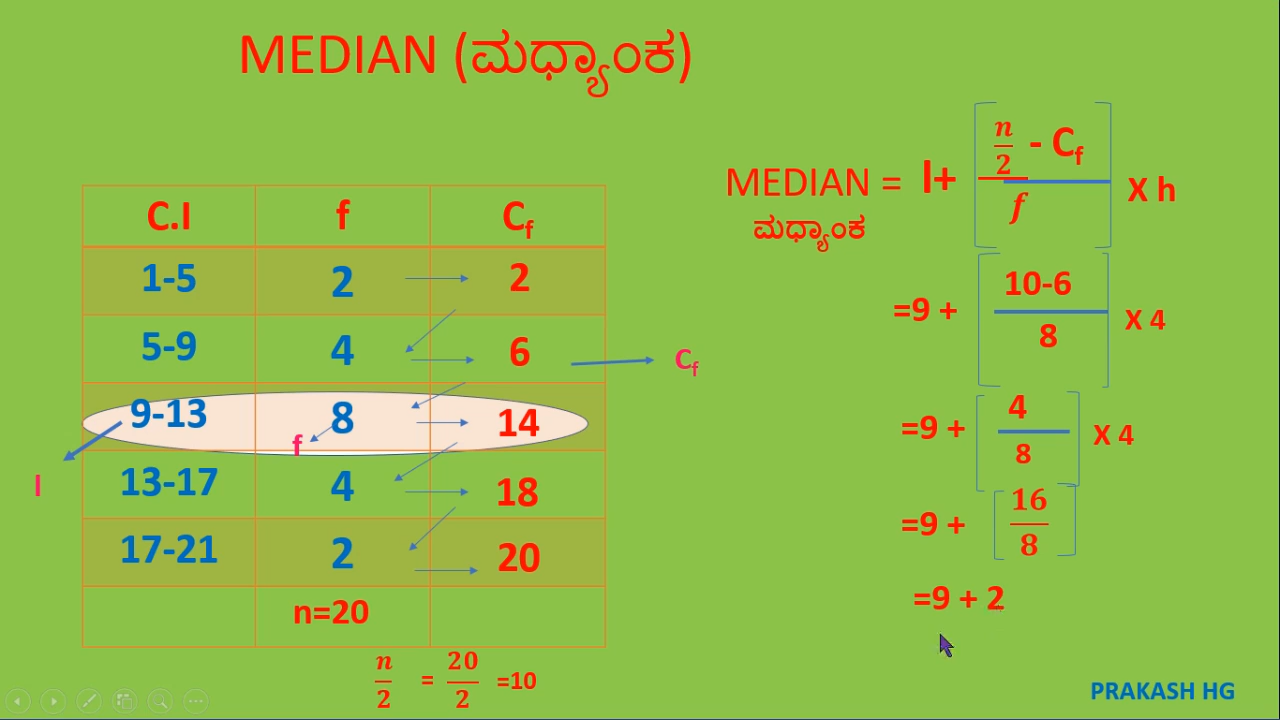 MEDIAN (ಮಧ್ಯಾಂಕ)
C.I f Cf
1-5 2 2
5-9 4 6
Cf
9-13 8 14
f
l
13-17 4 18
17-21 2 20
n=20
n/2 = 20/2 =10
MEDIAN = l+ [n/2 - Cf / f] X h
ಮಧ್ಯಾಂಕ
=9 + [10-6 / 8] X 4
=9 + [4/8] X 4
=9 + [16/8]
=9 + 2
PRAKASH HG